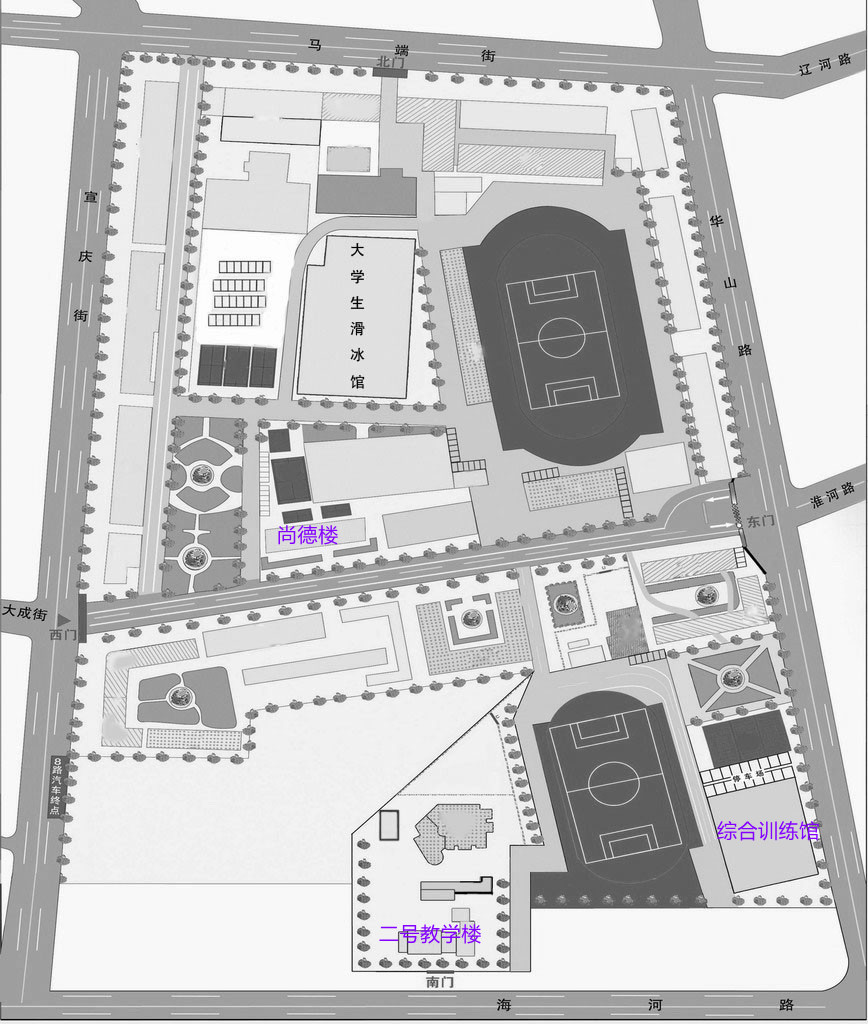 马端街
北门
辽河路
宣庆街
华山路
大学生滑冰馆
淮河路
东门
尚德楼
大成街
西门
8路汽车终点
停车场
综合训练馆
二号教学楼
南门
海河路